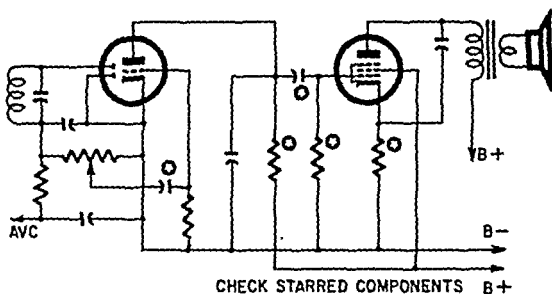 B+
AVC
B-
CHECK STARRED COMPONENTS B+